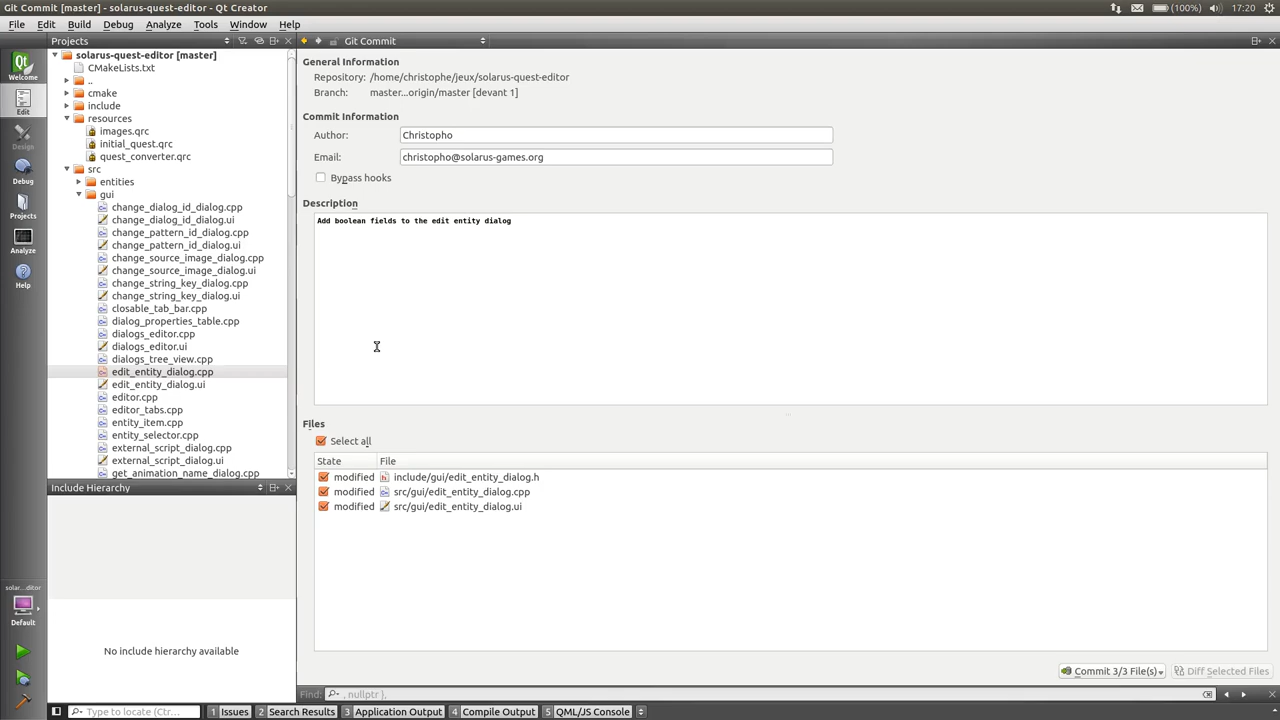 Git Commit [master] - solarus-quest-editor - Qt Creator
(100%) 17:20
File Edit Build Debug Analyze Tools Window Help
Projects
Git Commit
Welcome
Edit
Design
Debug
Projects
Analyze
Help
solar...ditor
Default
solarus-quest-editor [master]
CMakeLists.txt
..
cmake
include
resources
images.qrc
initial_quest.qrc
quest_converter.qrc
src
entities
gui
change_dialog_id_dialog.cpp
change_dialog_id_dialog.ui
change_pattern_id_dialog.cpp
change_pattern_id_dialog.ui
change_source_image_dialog.cpp
change_source_image_dialog.ui
change_string_key_dialog.cpp
change_string_key_dialog.ui
closable_tab_bar.cpp
dialog_properties_table.cpp
dialogs_editor.cpp
dialogs_editor.ui
dialogs_tree_view.cpp
edit_entity_dialog.cpp
edit_entity_dialog.ui
editor.cpp
editor_tabs.cpp
entity_item.cpp
entity_selector.cpp
external_script_dialog.cpp
external_script_dialog.ui
get_animation_name_dialog.cpp
Include Hierarchy
No include hierarchy available
General Information
Repository: /home/christophe/jeux/solarus-quest-editor
Branch: master...origin/master [devant 1]
Commit Information
Author: Christopho
Email: christopho@solarus-games.org
Bypass hooks
Description
Add boolean fields to the edit entity dialog
Files
Select all
State File
modified include/gui/edit_entity_dialog.h
modified src/gui/edit_entity_dialog.cpp
modified src/gui/edit_entity_dialog.ui
Commit 3/3 File(s) Diff Selected Files
Find: , nullptr ),
Type to locate (Ctrl... 1 Issues 2 Search Results 3 Application Output 4 Compile Output 5 QML/JS Console